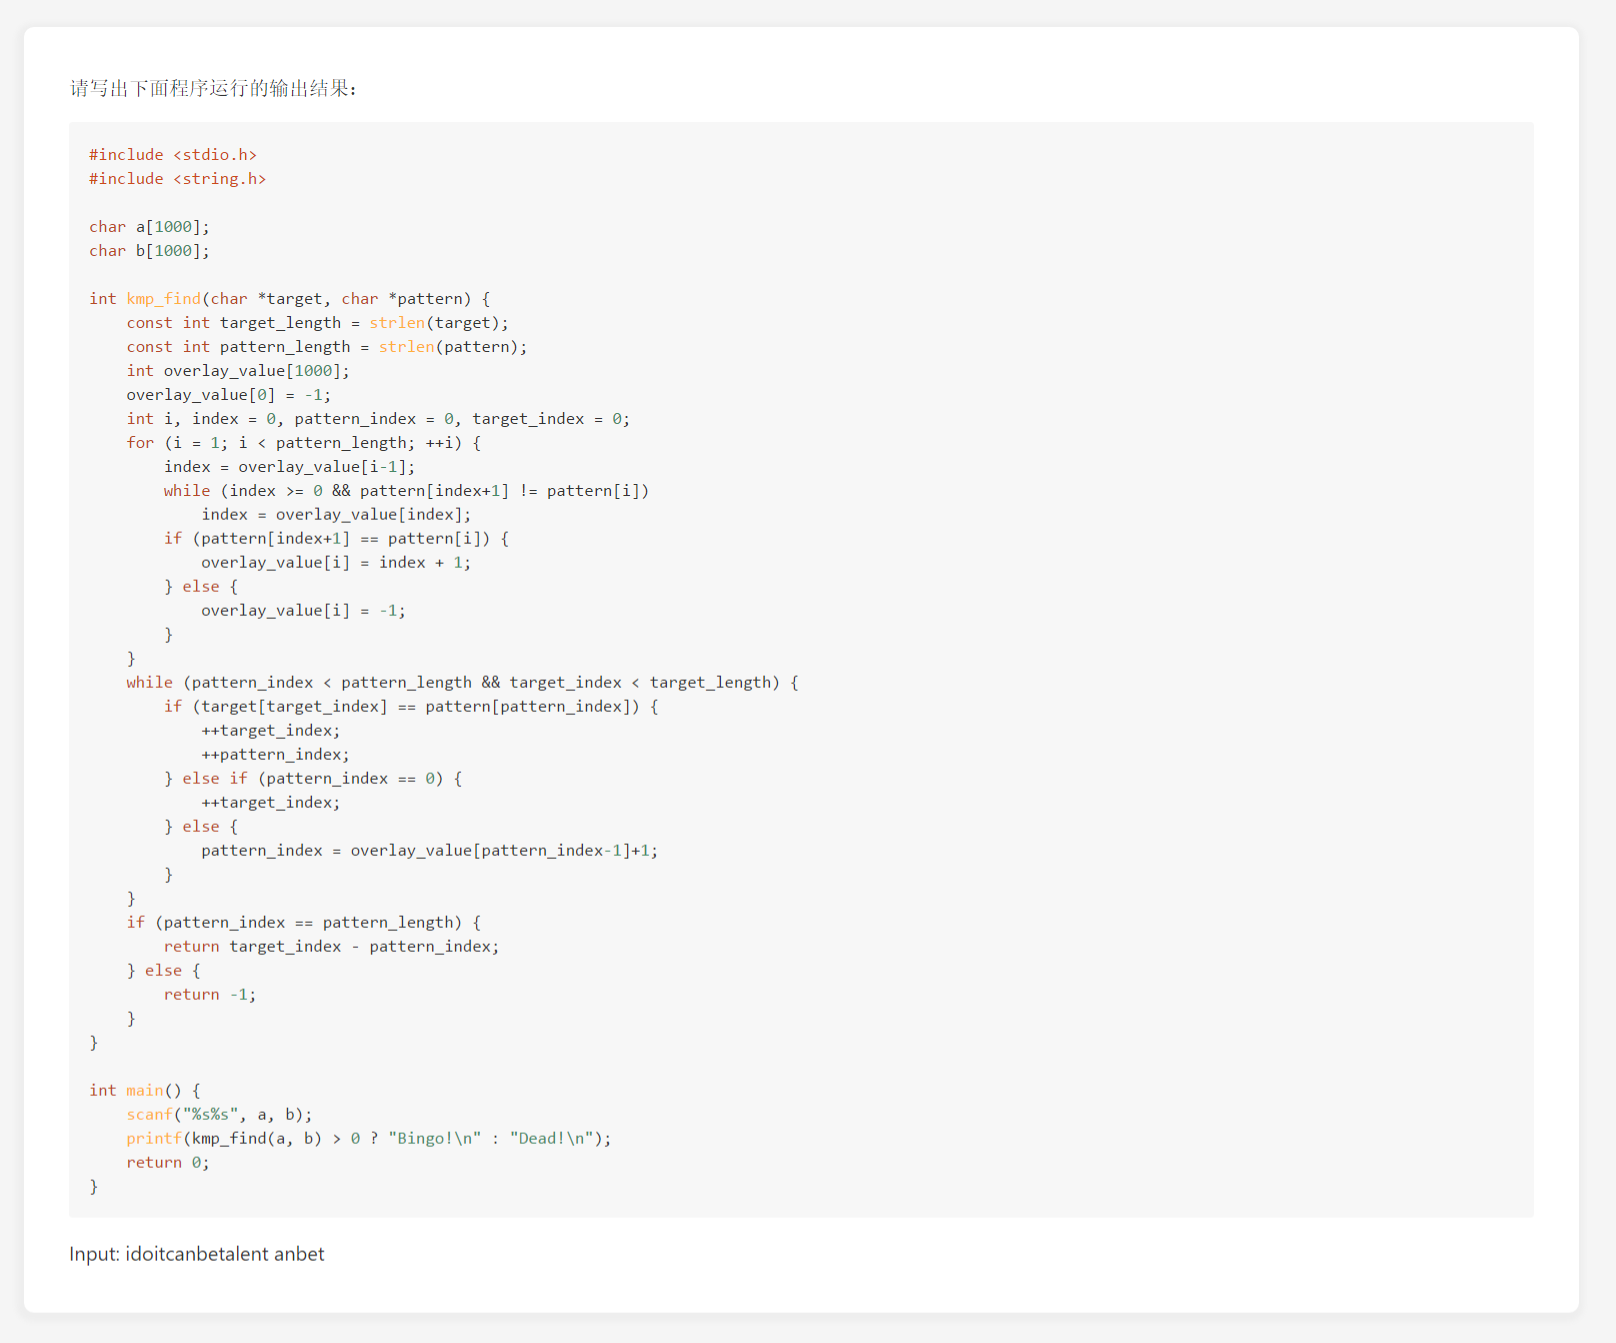 请写出下面程序运行的输出结果：
#include <stdio.h>
#include <string.h>
char a[1000];
char b[1000];
int kmp_find(char *target, char *pattern) {
    const int target_length = strlen(target);
    const int pattern_length = strlen(pattern);
    int overlay_value[1000];
    overlay_value[0] = -1;
    int i, index = 0, pattern_index = 0, target_index = 0;
    for (i = 1; i < pattern_length; ++i) {
        index = overlay_value[i-1];
        while (index >= 0 && pattern[index+1] != pattern[i])
            index = overlay_value[index];
        if (pattern[index+1] == pattern[i]) {
            overlay_value[i] = index + 1;
        } else {
            overlay_value[i] = -1;
        }
    }
    while (pattern_index < pattern_length && target_index < target_length) {
        if (target[target_index] == pattern[pattern_index]) {
            ++target_index;
            ++pattern_index;
        } else if (pattern_index == 0) {
            ++target_index;
        } else {
            pattern_index = overlay_value[pattern_index-1]+1;
        }
    }
    if (pattern_index == pattern_length) {
        return target_index - pattern_index;
    } else {
        return -1;
    }
}
int main() {
    scanf("%s%s", a, b);
    printf(kmp_find(a, b) > 0 ? "Bingo!\n" : "Dead!\n");
    return 0;
}
Input: idoitcanbetalent anbet